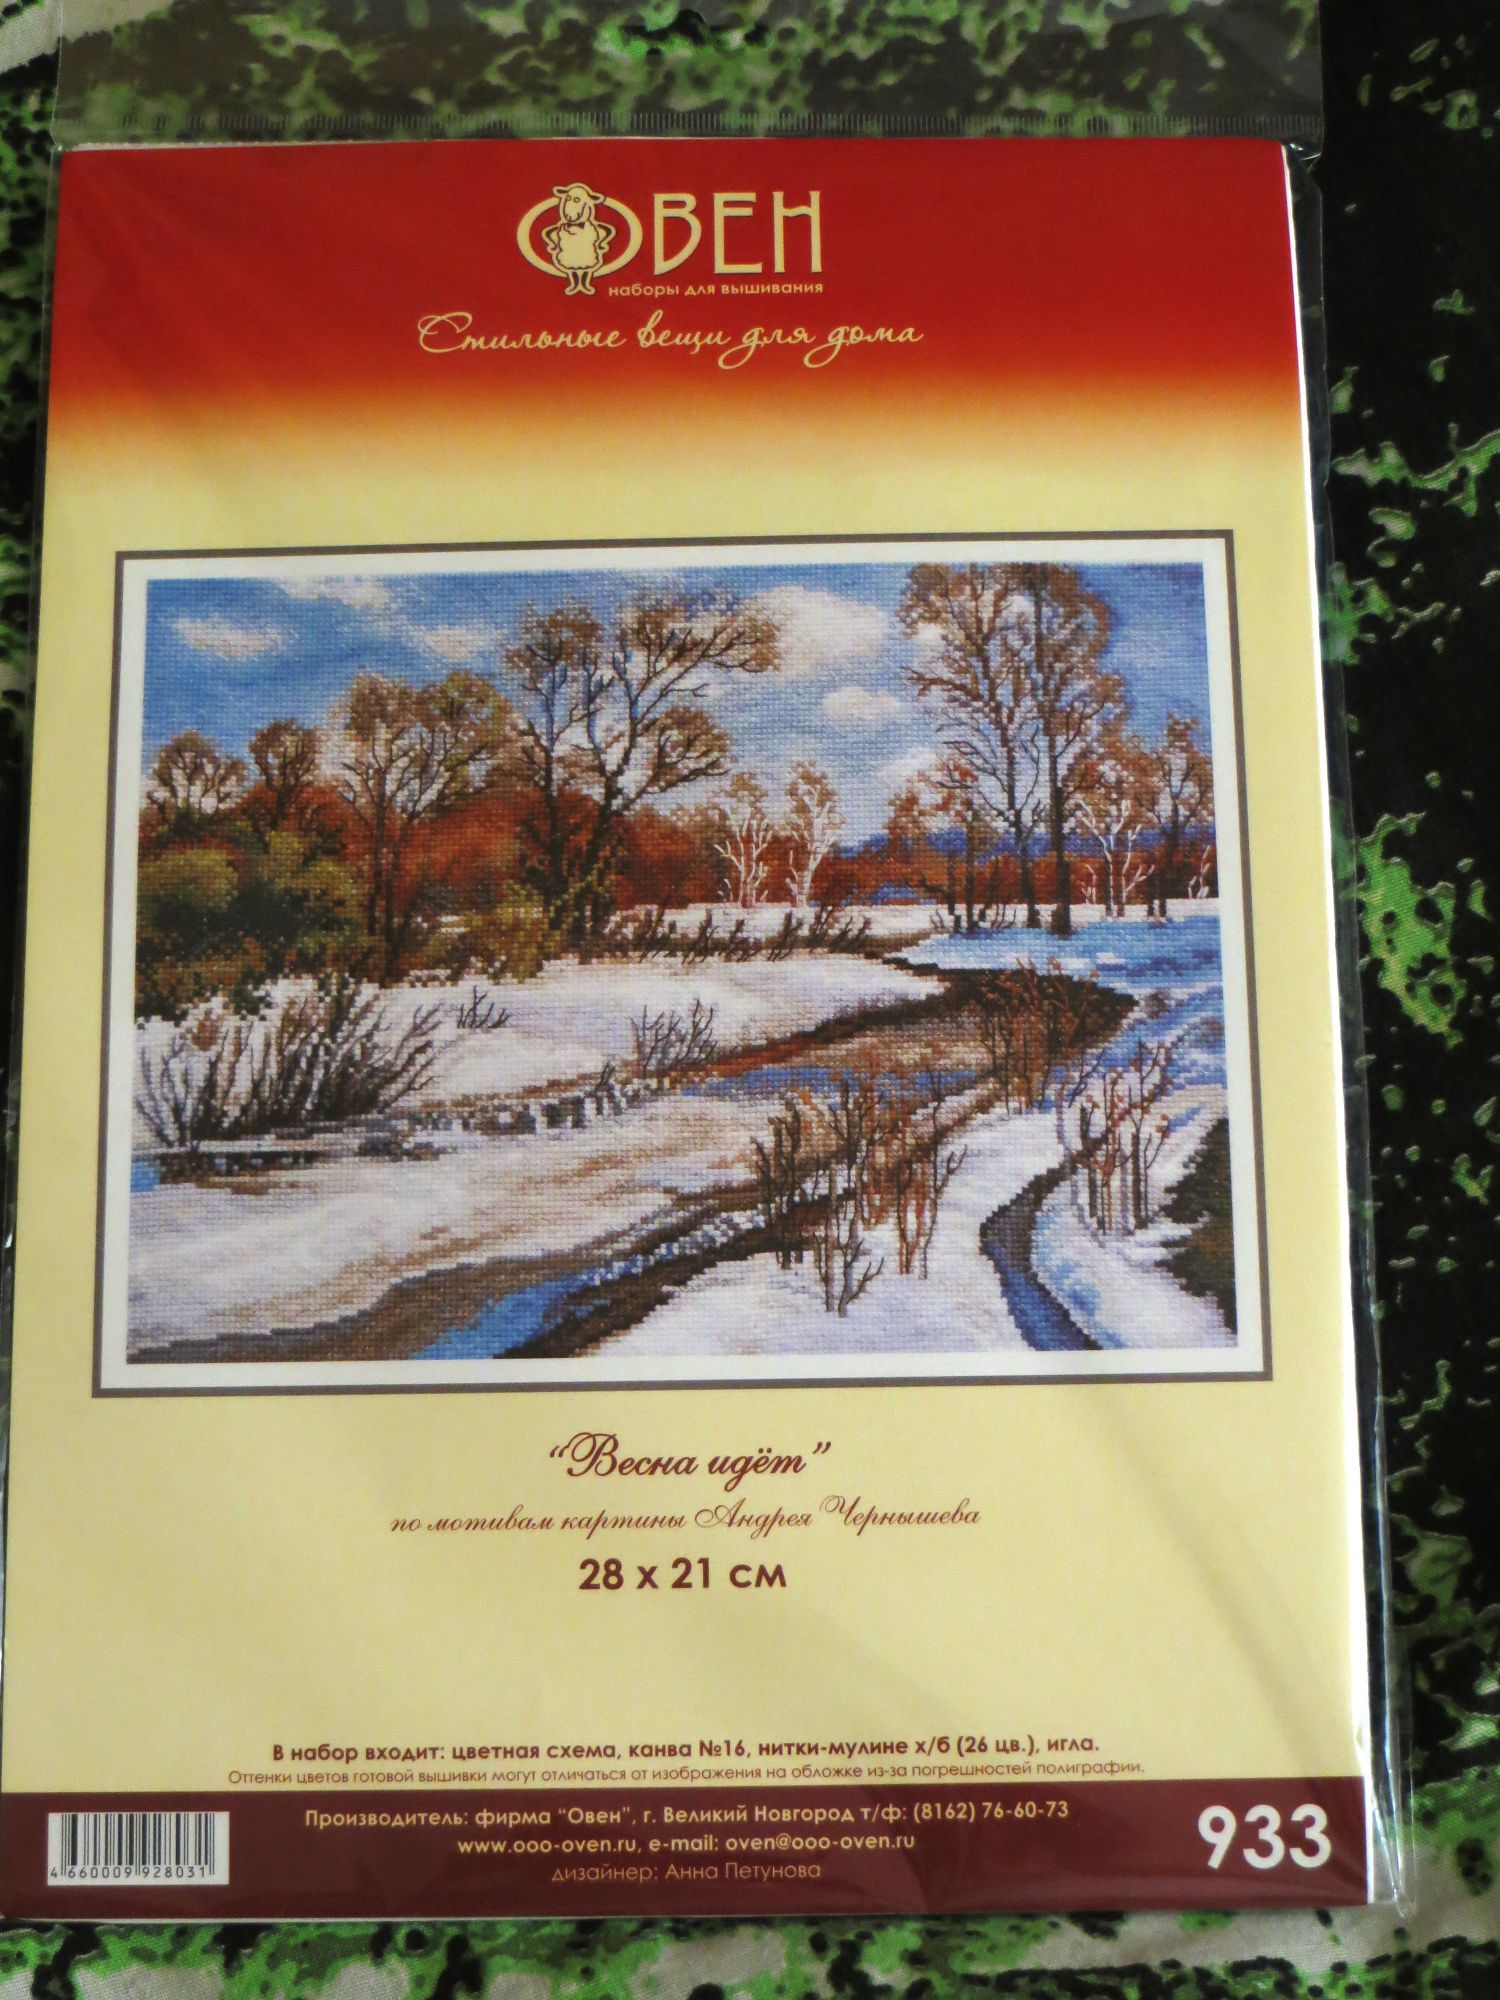 ОВЕН
наборы для вышивания
Стильные вещи для дома
“Весна идёт”
по мотивам картины Андрея Чернышева
28 х 21 см
В набор входит: цветная схема, канва №16, нитки-мулине х/б (26 цв.), игла.
Оттенки цветов готовой вышивки могут отличаться от изображения на обложке из-за погрешностей полиграфии.
Производитель: фирма “Овен”, г. Великий Новгород т/ф: (8162) 76-60-73
www.ooo-oven.ru, e-mail: oven@ooo-oven.ru
дизайнер: Анна Петунова
4 660009 928031
933